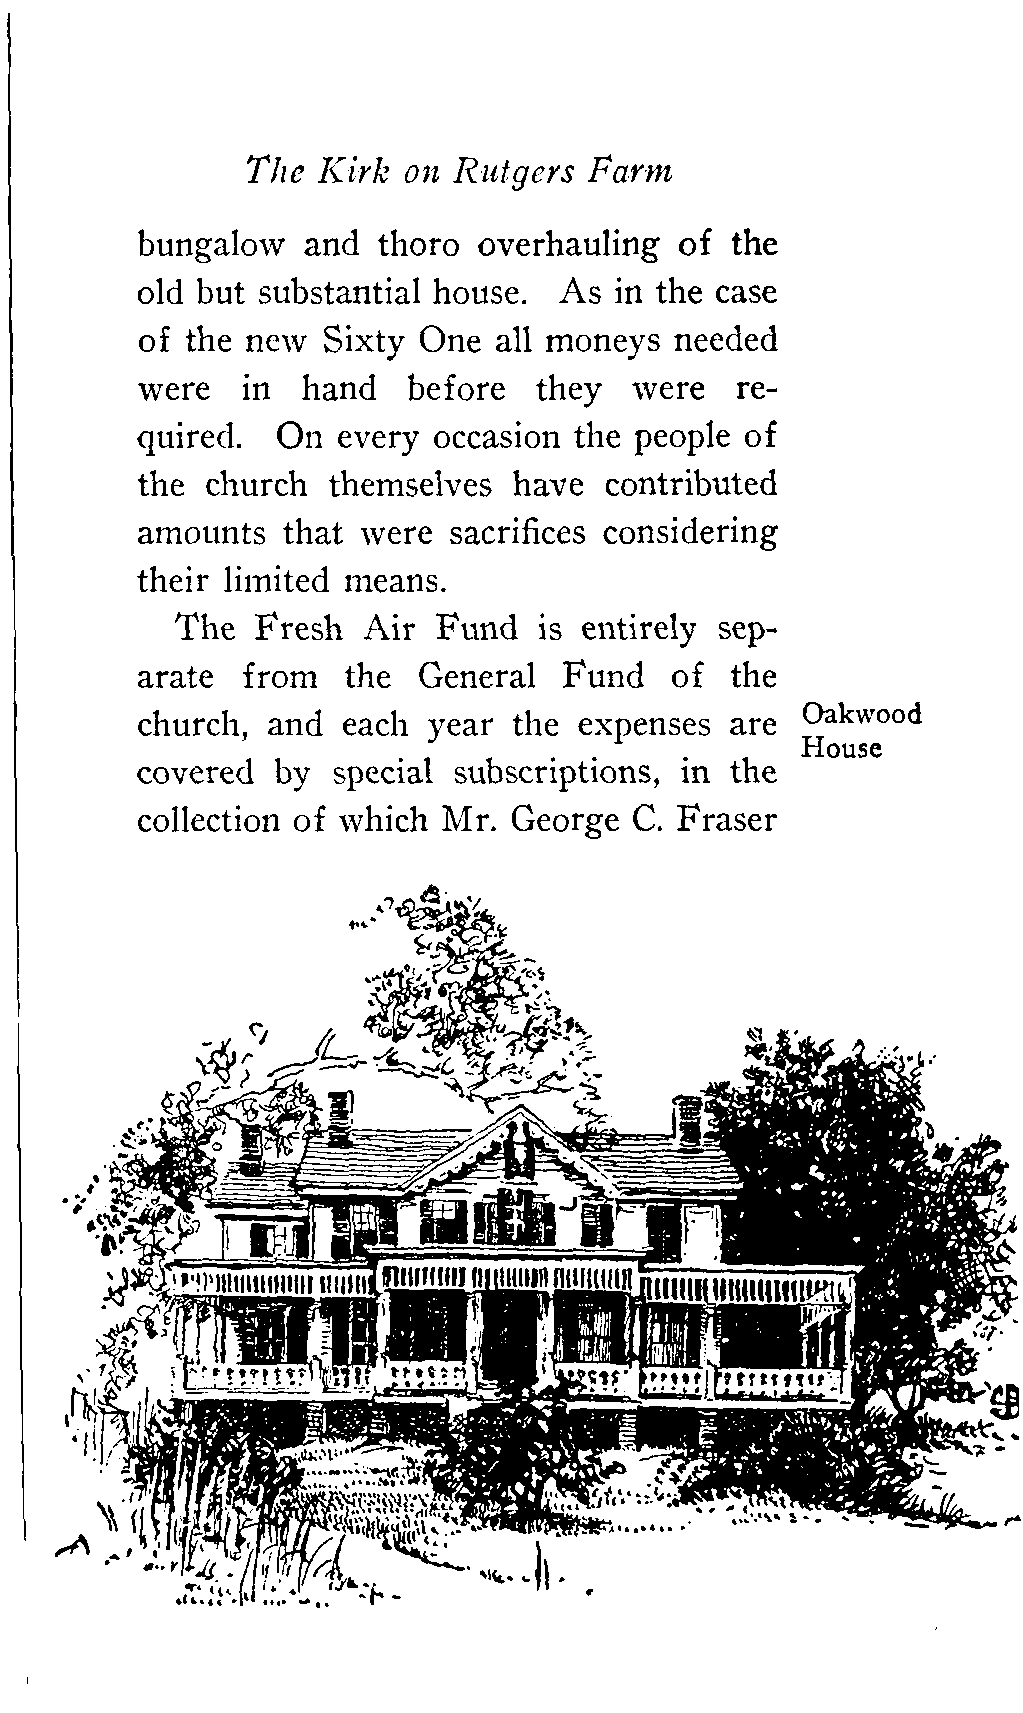 The Kirk on Rutgers Farm
bungalow and thoro overhauling of the
old but substantial house. As in the case
of the new Sixty One all moneys needed
were in hand before they were re-
quired. On every occasion the people of
the church themselves have contributed
amounts that were sacrifices considering
their limited means.
The Fresh Air Fund is entirely sep-
arate from the General Fund of the
church, and each year the expenses are
covered by special subscriptions, in the
collection of which Mr. George C. Fraser
Oakwood
House